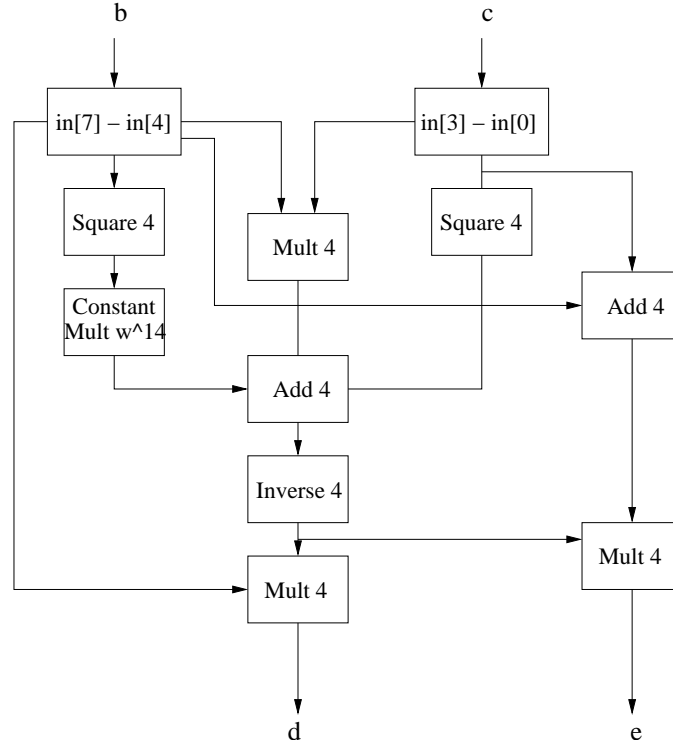 b
c
in[7] – in[4]
in[3] – in[0]
Square 4
Mult 4
Square 4
Constant
Mult w^14
Add 4
Add 4
Inverse 4
Mult 4
Mult 4
d
e